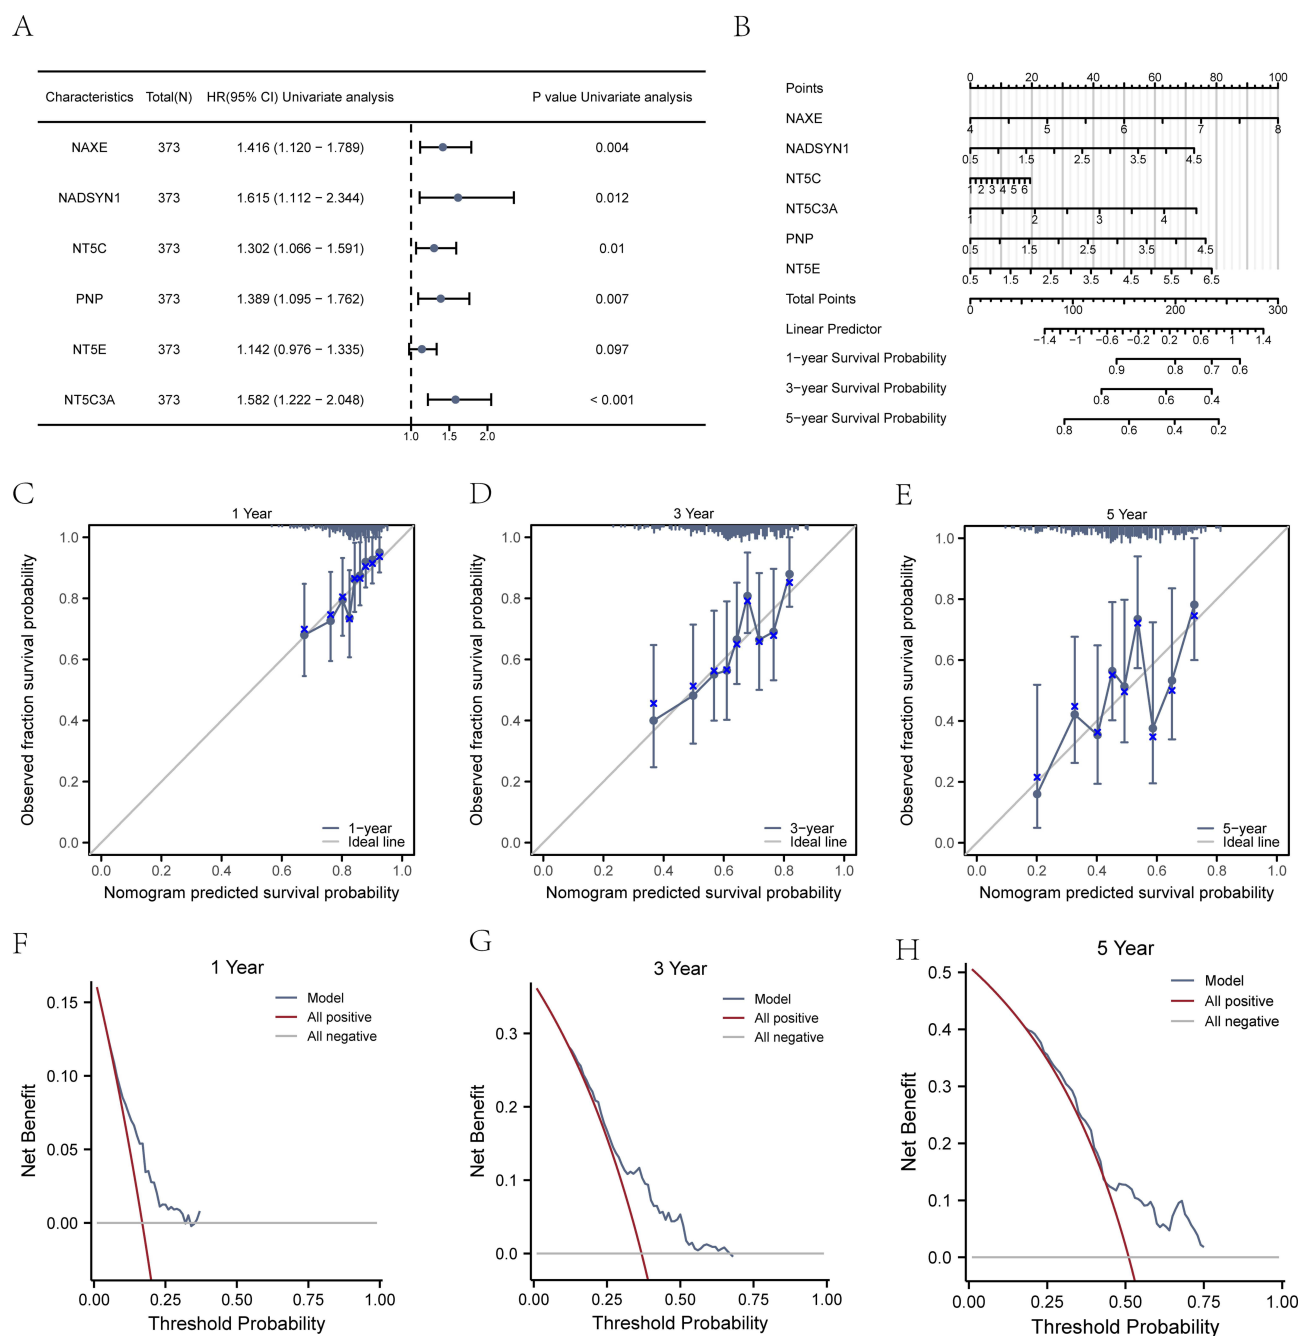 A
Characteristics Total(N) HR(95% CI) Univariate analysis P value Univariate analysis
NAXE 373 1.416 (1.120 − 1.789) 0.004
NADSYN1 373 1.615 (1.112 − 2.344) 0.012
NT5C 373 1.302 (1.066 − 1.591) 0.01
PNP 373 1.389 (1.095 − 1.762) 0.007
NT5E 373 1.142 (0.976 − 1.335) 0.097
NT5C3A 373 1.582 (1.222 − 2.048) < 0.001
1.0 1.5 2.0
B
Points 0 20 40 60 80 100
NAXE 4 5 6 7 8
NADSYN1 0.5 1.5 2.5 3.5 4.5
NT5C 1 2 3 4 5 6
NT5C3A 1 2 3 4
PNP 0.5 1.5 2.5 3.5 4.5
NT5E 0.5 1.5 2.5 3.5 4.5 5.5 6.5
Total Points 0 100 200 300
Linear Predictor −1.4 −1 −0.6 −0.2 0.2 0.6 1 1.4
1−year Survival Probability 0.9 0.8 0.7 0.6
3−year Survival Probability 0.8 0.6 0.4
5−year Survival Probability 0.8 0.6 0.4 0.2
C
1 Year
Observed fraction survival probability
1.0
0.8
0.6
0.4
0.2
0.0
1−year
Ideal line
0.0 0.2 0.4 0.6 0.8 1.0
Nomogram predicted survival probability
D
3 Year
Observed fraction survival probability
1.0
0.8
0.6
0.4
0.2
0.0
3−year
Ideal line
0.0 0.2 0.4 0.6 0.8 1.0
Nomogram predicted survival probability
E
5 Year
Observed fraction survival probability
1.0
0.8
0.6
0.4
0.2
0.0
5−year
Ideal line
0.0 0.2 0.4 0.6 0.8 1.0
Nomogram predicted survival probability
F
1 Year
Net Benefit
0.15
0.10
0.05
0.00
Model
All positive
All negative
0.00 0.25 0.50 0.75 1.00
Threshold Probability
G
3 Year
Net Benefit
0.3
0.2
0.1
0.0
Model
All positive
All negative
0.00 0.25 0.50 0.75 1.00
Threshold Probability
H
5 Year
Net Benefit
0.5
0.4
0.3
0.2
0.1
0.0
Model
All positive
All negative
0.00 0.25 0.50 0.75 1.00
Threshold Probability